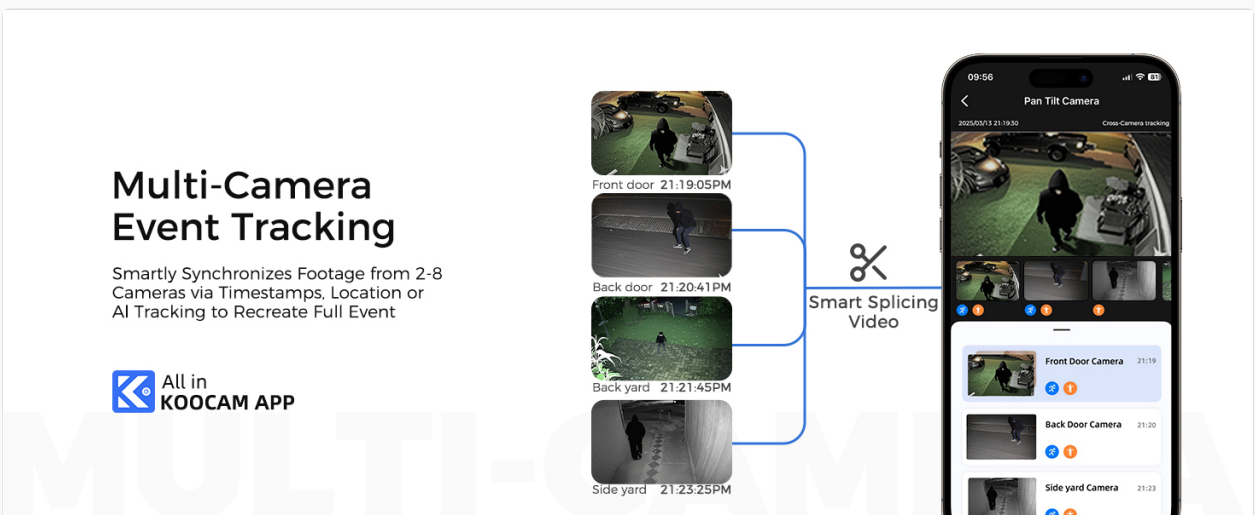 Multi-Camera
Event Tracking
Smartly Synchronizes Footage from 2-8
Cameras via Timestamps, Location or
AI Tracking to Recreate Full Event
All in
KOOCAM APP
Front door 21:19:05PM
Back door 21:20:41PM
Back yard 21:21:45PM
Side yard 21:23:25PM
Smart Splicing
Video
09:56
81
Pan Tilt Camera
2025/03/13 21:19:30 Cross-Camera tracking
Front Door Camera 21:19
Back Door Camera 21:20
Side yard Camera 21:23
MULTI-CAMERA